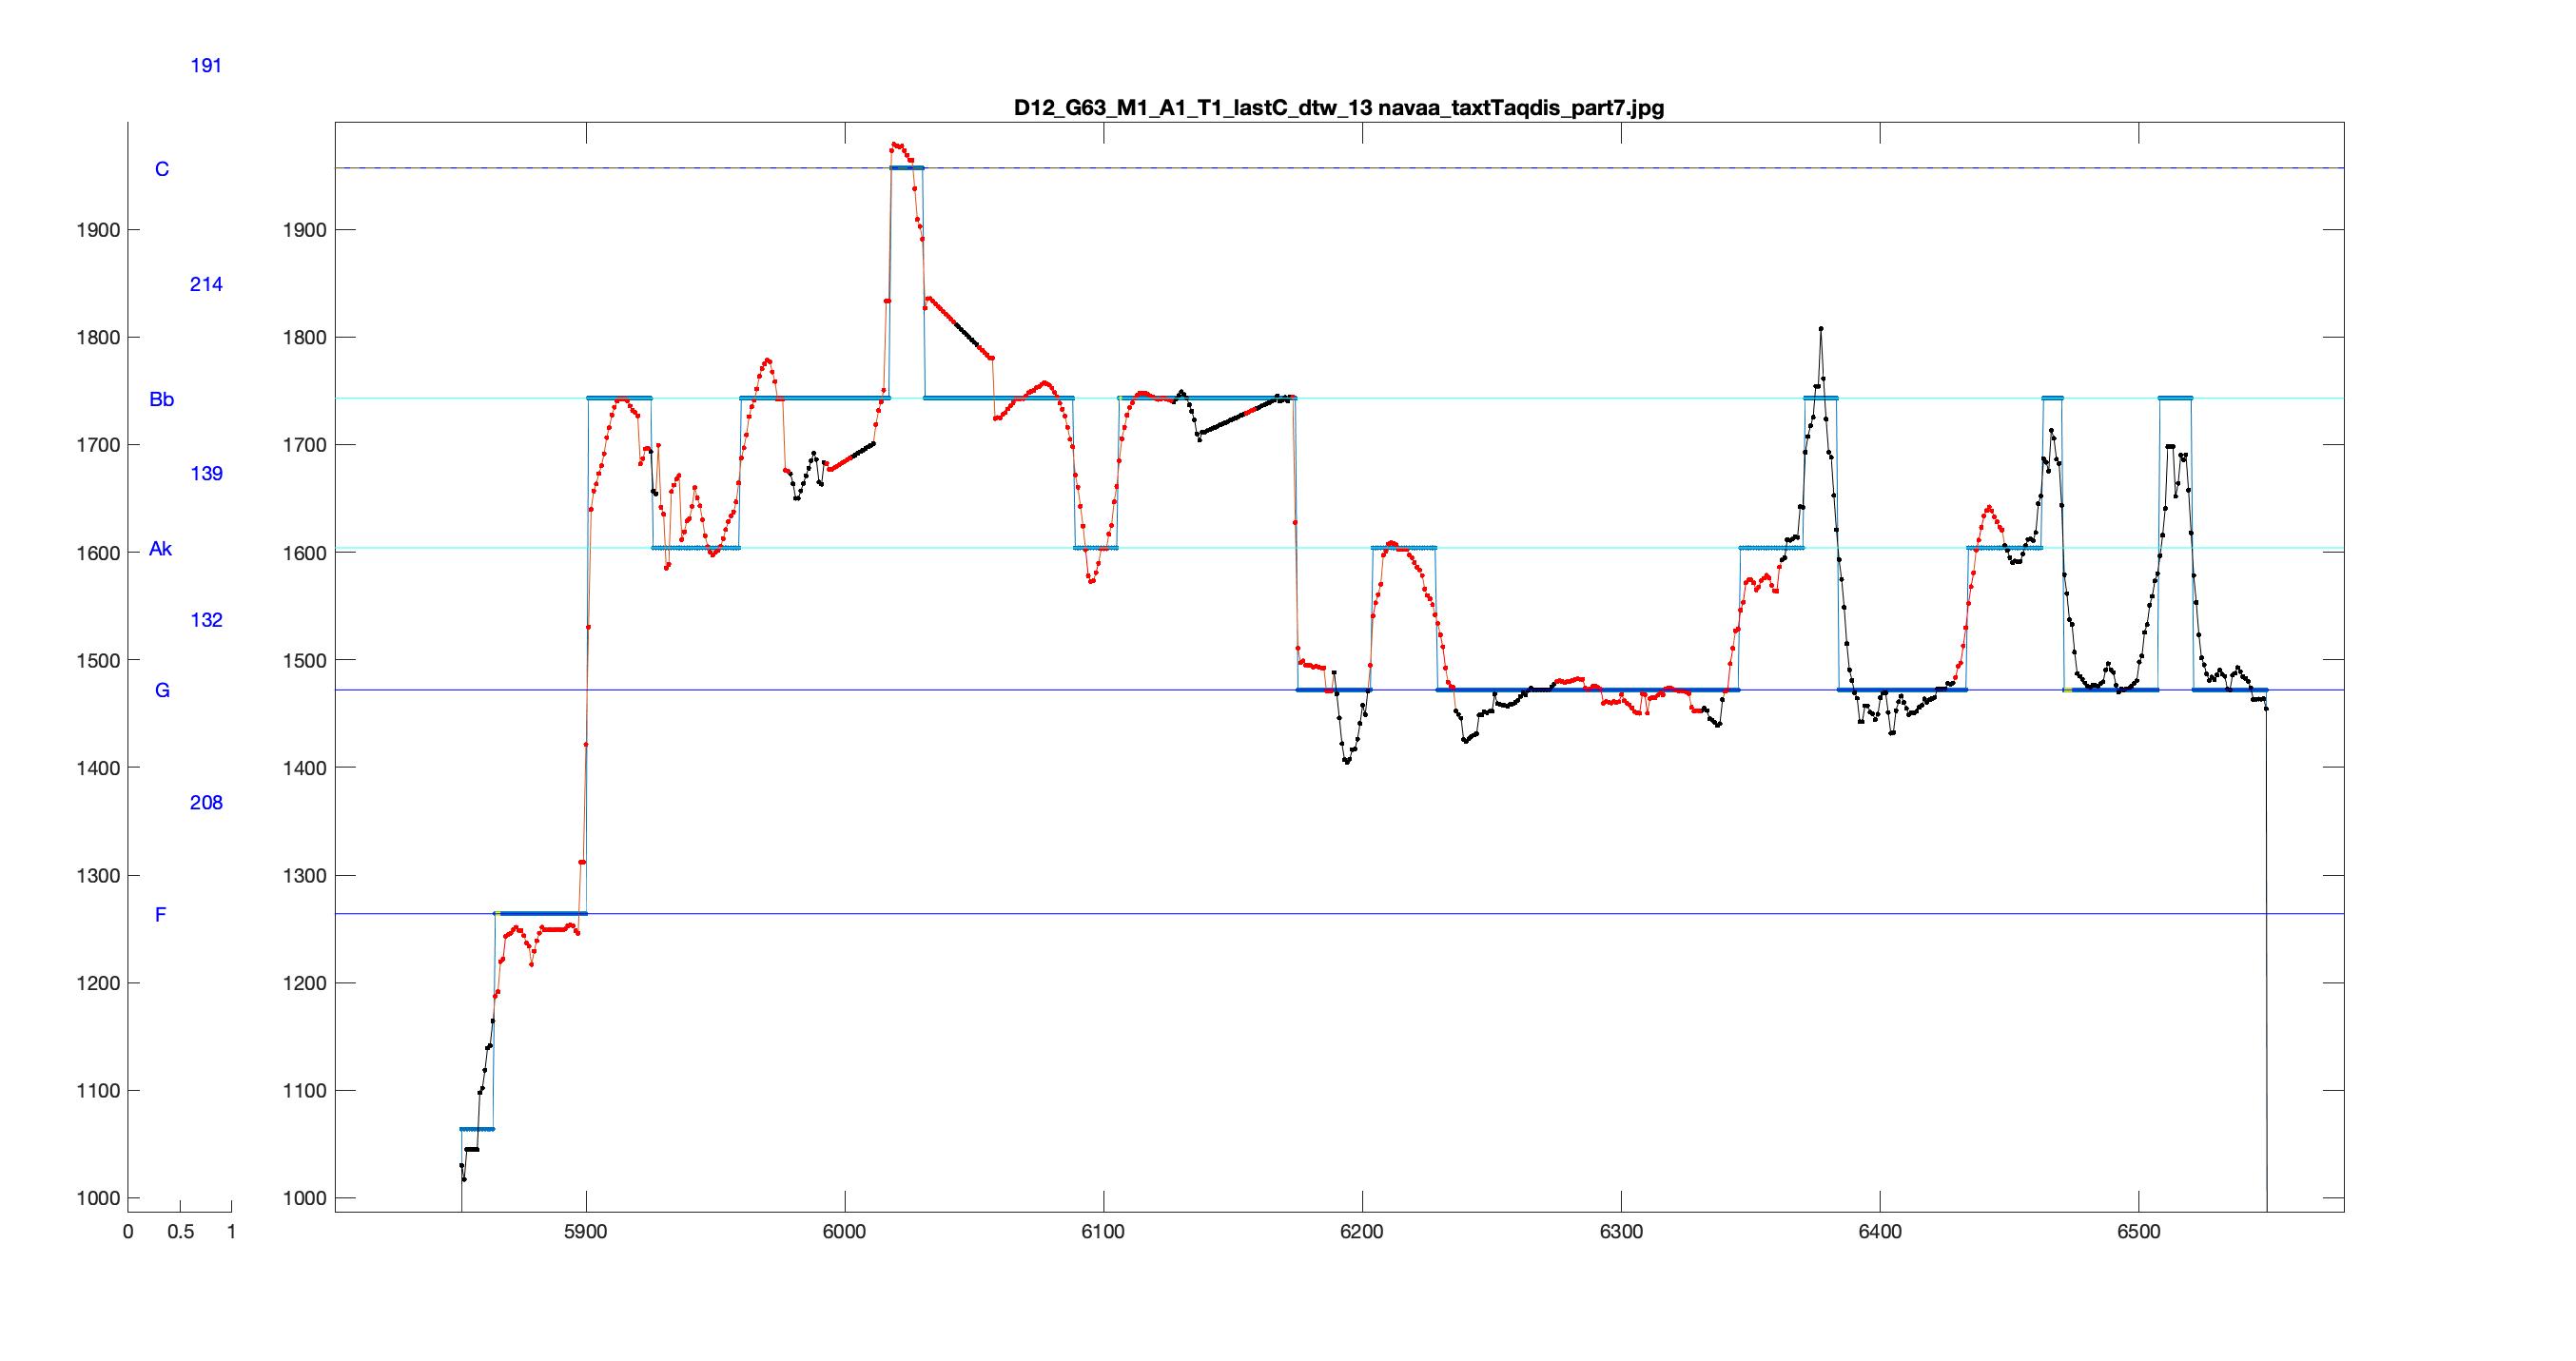 191
D12_G63_M1_A1_T1_lastC_dtw_13 navaa_taxtTaqdis_part7.jpg
C
1900 1900
214
1800 1800
Bb
1700 139 1700
Ak
1600 1600
132
1500 1500
G
1400 1400
208
1300 1300
F
1200 1200
1100 1100
1000 1000
0 0.5 1 5900 6000 6100 6200 6300 6400 6500